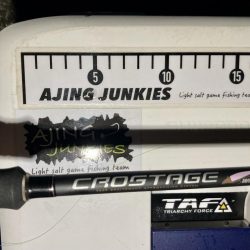 5 10 15
AJING JUNKIES Light salt game fishing team
AJING
JUNKIES
Light salt game fishing team
CROSTAGE
TAF
TRIARCHY FORCE